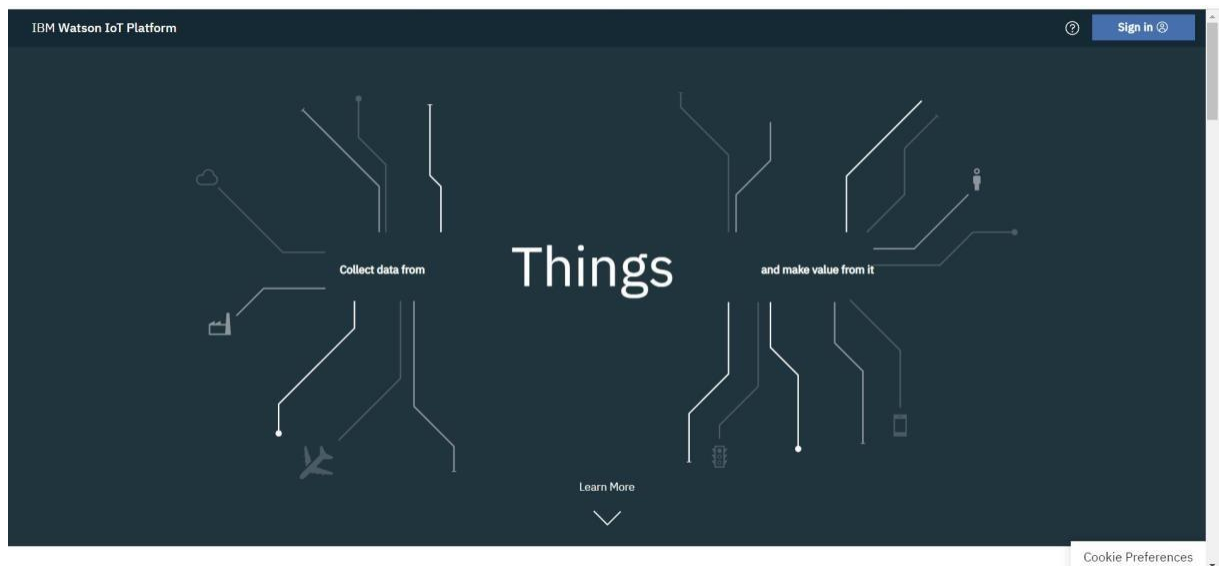 IBM Watson IoT Platform
Sign in
Collect data from
Things
and make value from it
Learn More
Cookie Preferences